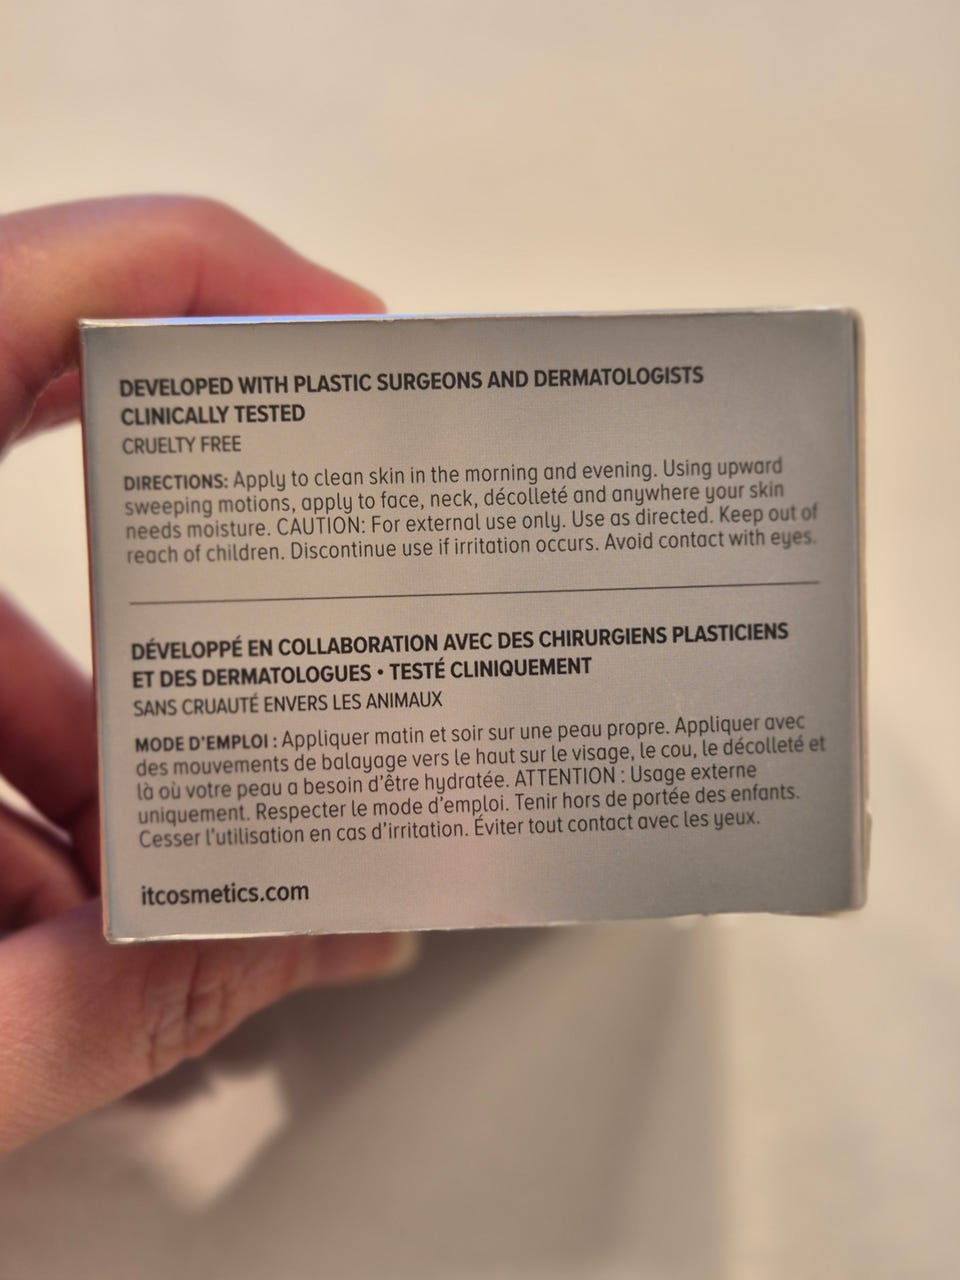 DEVELOPED WITH PLASTIC SURGEONS AND DERMATOLOGISTS
CLINICALLY TESTED
CRUELTY FREE
DIRECTIONS: Apply to clean skin in the morning and evening. Using upward
sweeping motions, apply to face, neck, décolleté and anywhere your skin
needs moisture. CAUTION: For external use only. Use as directed. Keep out of
reach of children. Discontinue use if irritation occurs. Avoid contact with eyes.
DÉVELOPPÉ EN COLLABORATION AVEC DES CHIRURGIENS PLASTICIENS
ET DES DERMATOLOGUES • TESTÉ CLINIQUEMENT
SANS CRUAUTÉ ENVERS LES ANIMAUX
MODE D'EMPLOI : Appliquer matin et soir sur une peau propre. Appliquer avec
des mouvements de balayage vers le haut sur le visage, le cou, le décolleté et
là où votre peau a besoin d'être hydratée. ATTENTION : Usage externe
uniquement. Respecter le mode d'emploi. Tenir hors de portée des enfants.
Cesser l'utilisation en cas d'irritation. Éviter tout contact avec les yeux.
itcosmetics.com